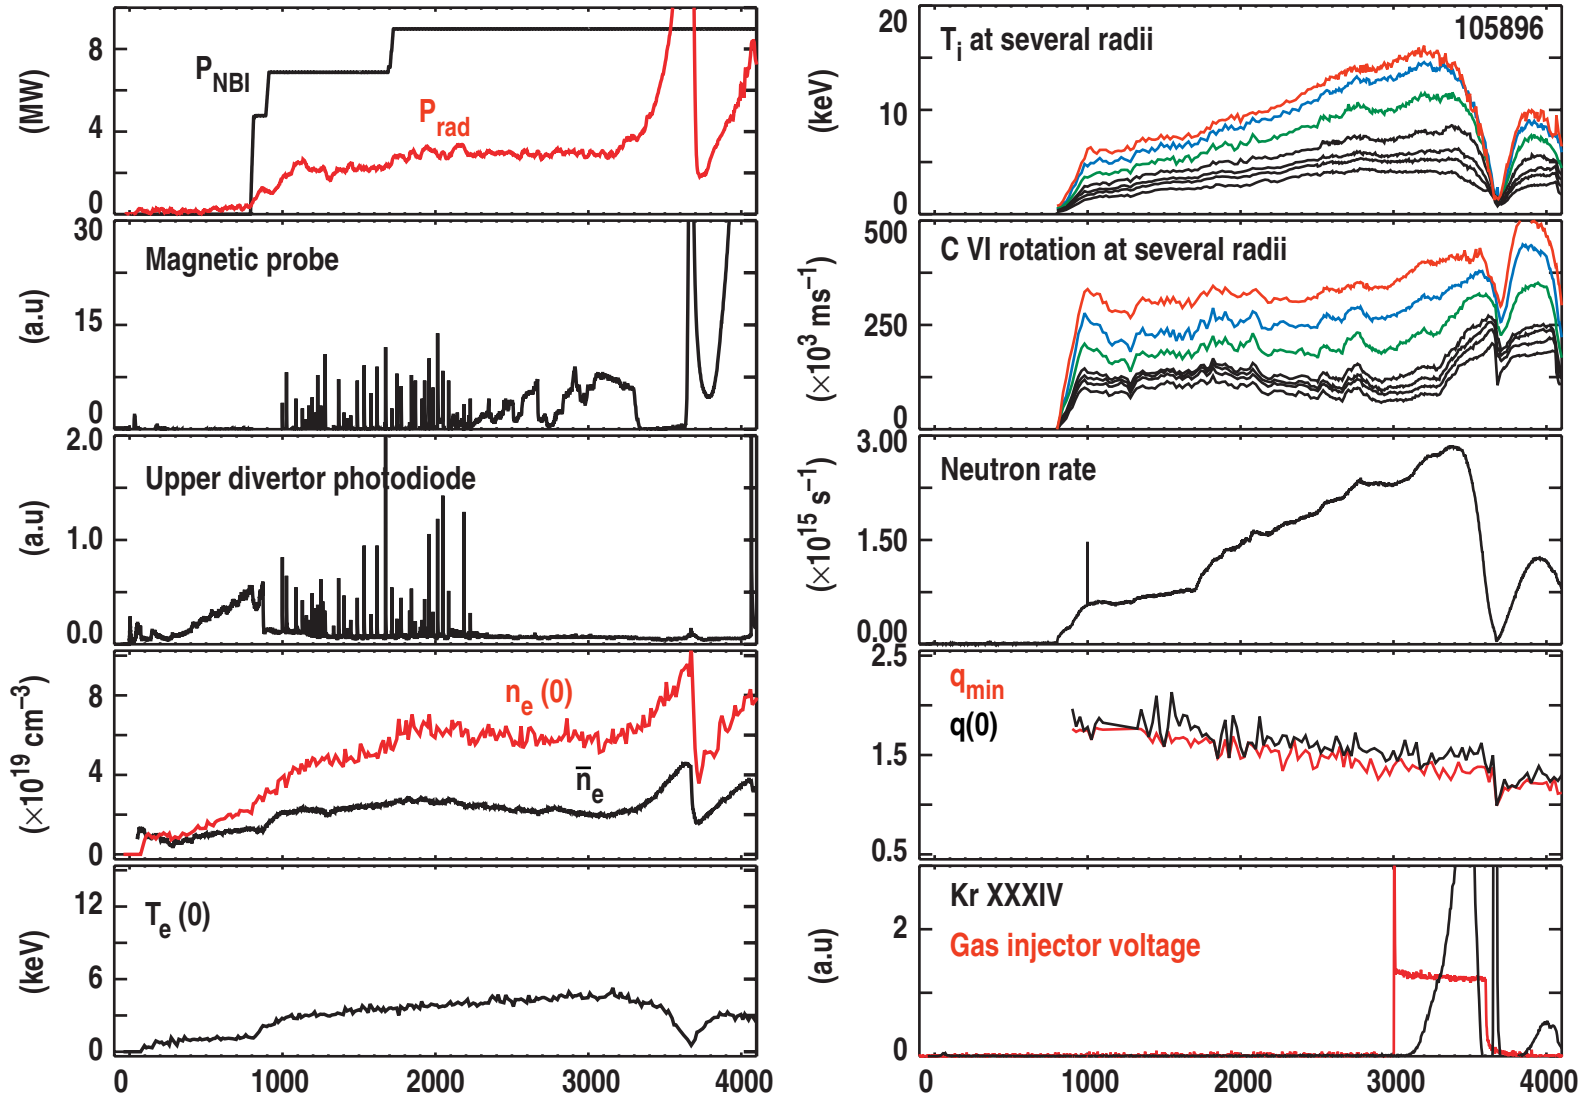 8
4
0
(MW)
P_NBI
P_rad
30
15
0
(a.u)
Magnetic probe
2.0
1.0
0.0
(a.u)
Upper divertor photodiode
8
4
0
(×10^19 cm^−3)
n_e (0)
n̅_e
12
6
0
(keV)
T_e (0)
0 1000 2000 3000 4000
20
10
0
(keV)
T_i at several radii
105896
500
250
0
(×10^3 ms^−1)
C VI rotation at several radii
3.00
1.50
0.00
(×10^15 s^−1)
Neutron rate
2.5
1.5
0.5
q_min
q(0)
2
0
(a.u)
Kr XXXIV
Gas injector voltage
0 1000 2000 3000 4000